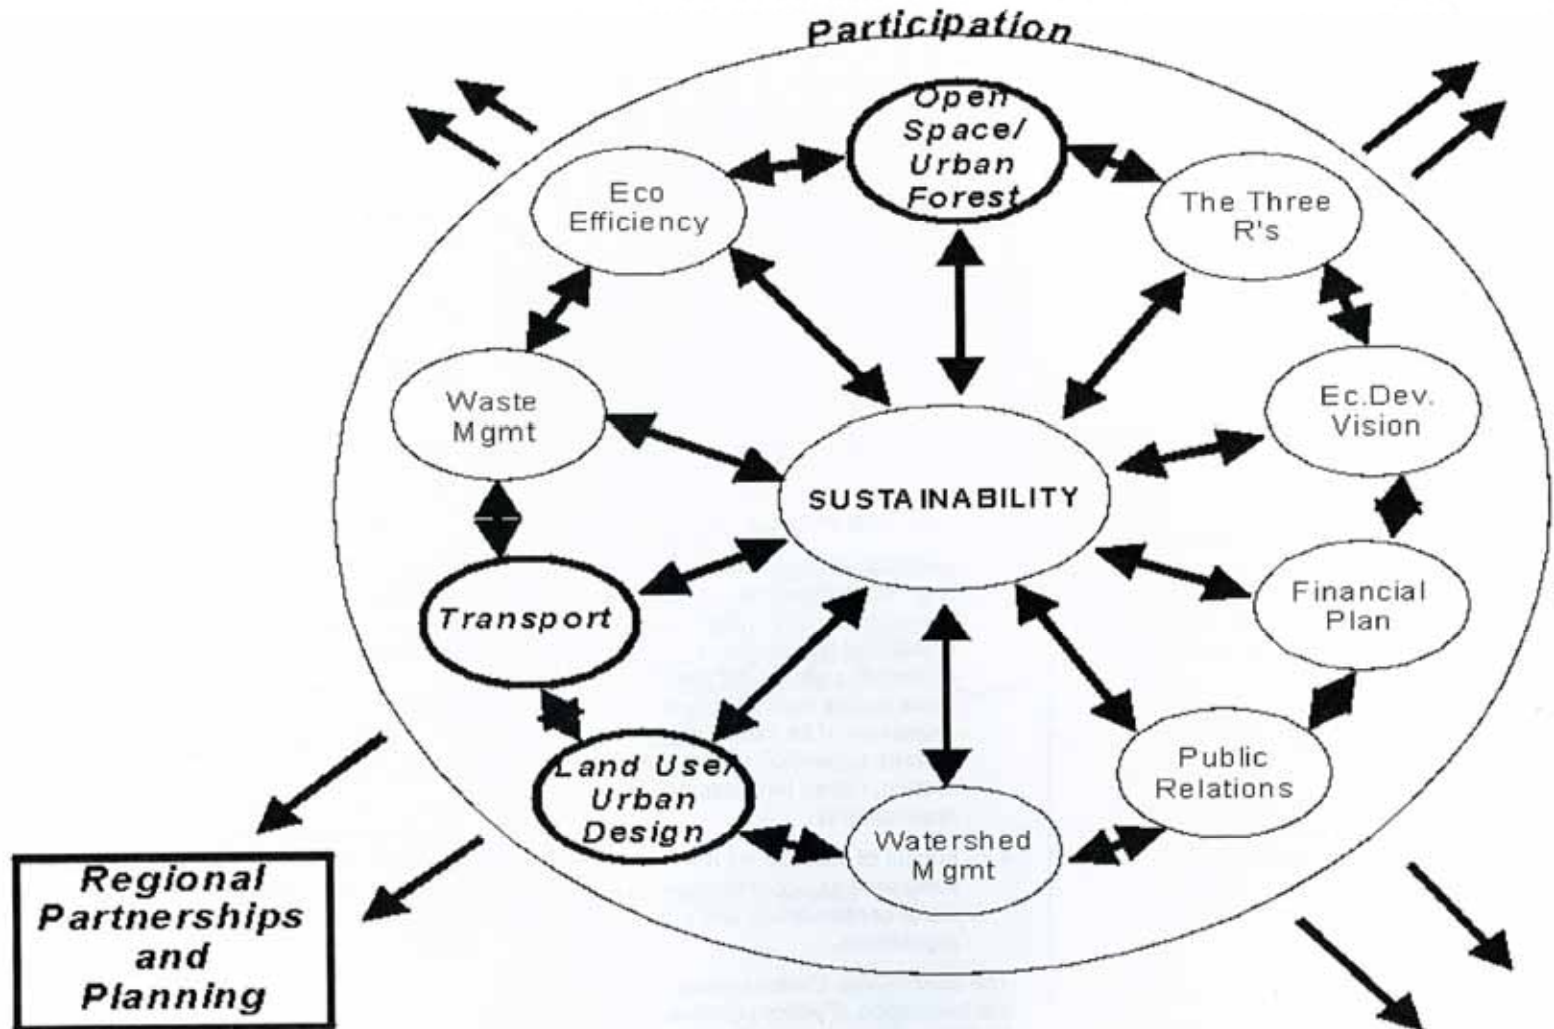 Participation
Open
Space/
Urban
Forest
Eco
Efficiency
The Three
R's
Waste
Mgmt
Ec.Dev.
Vision
SUSTAINABILITY
Transport
Financial
Plan
Land Use/
Urban
Design
Public
Relations
Watershed
Mgmt
Regional
Partnerships
and
Planning